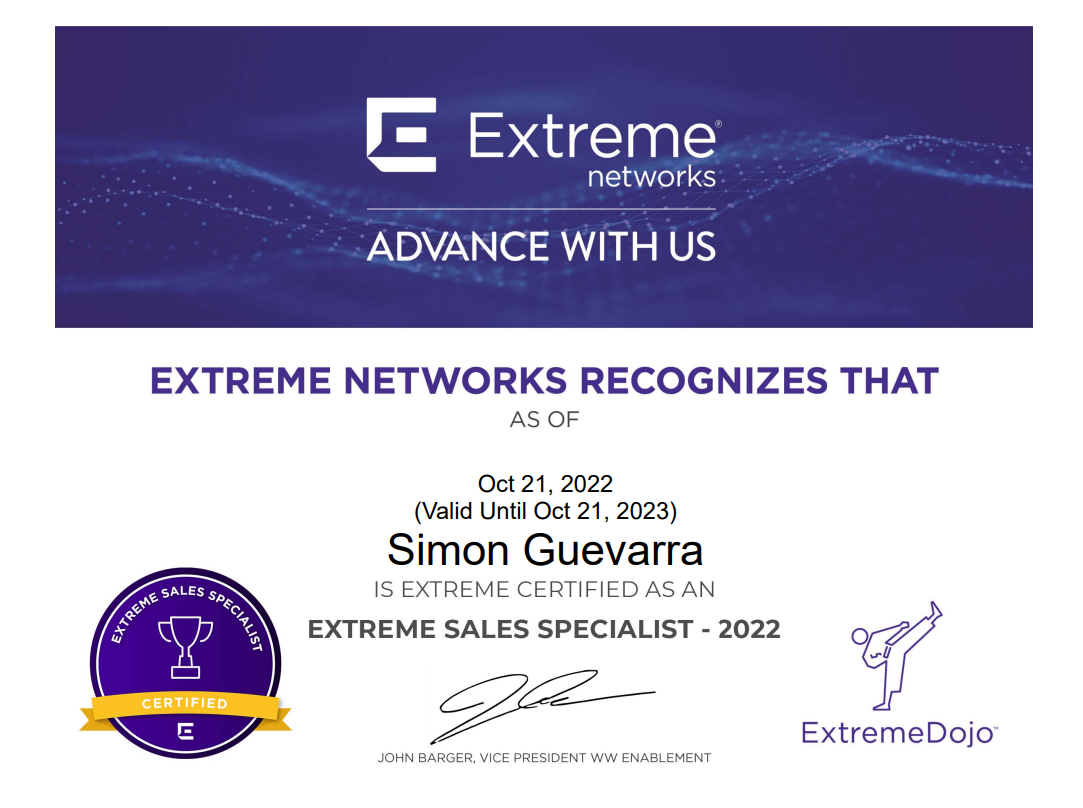 Extreme®
networks
ADVANCE WITH US
EXTREME NETWORKS RECOGNIZES THAT
AS OF
Oct 21, 2022
(Valid Until Oct 21, 2023)
Simon Guevarra
IS EXTREME CERTIFIED AS AN
EXTREME SALES SPECIALIST - 2022
EXTREME SALES SPECIALIST
CERTIFIED
JOHN BARGER, VICE PRESIDENT WW ENABLEMENT
ExtremeDojo™